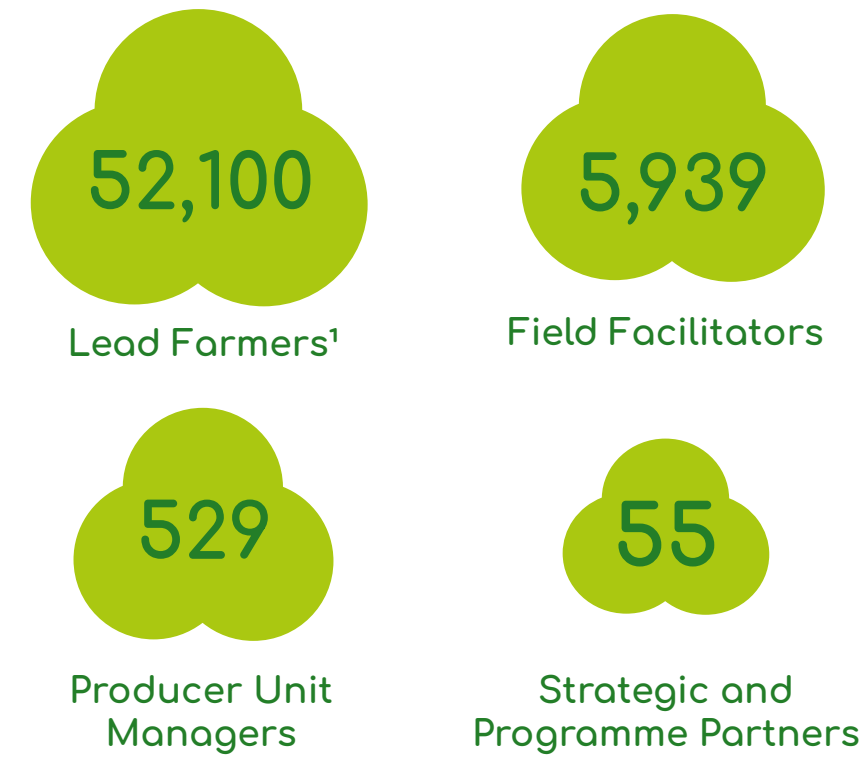 52,100
Lead Farmers¹
5,939
Field Facilitators
529
Producer Unit
Managers
55
Strategic and
Programme Partners